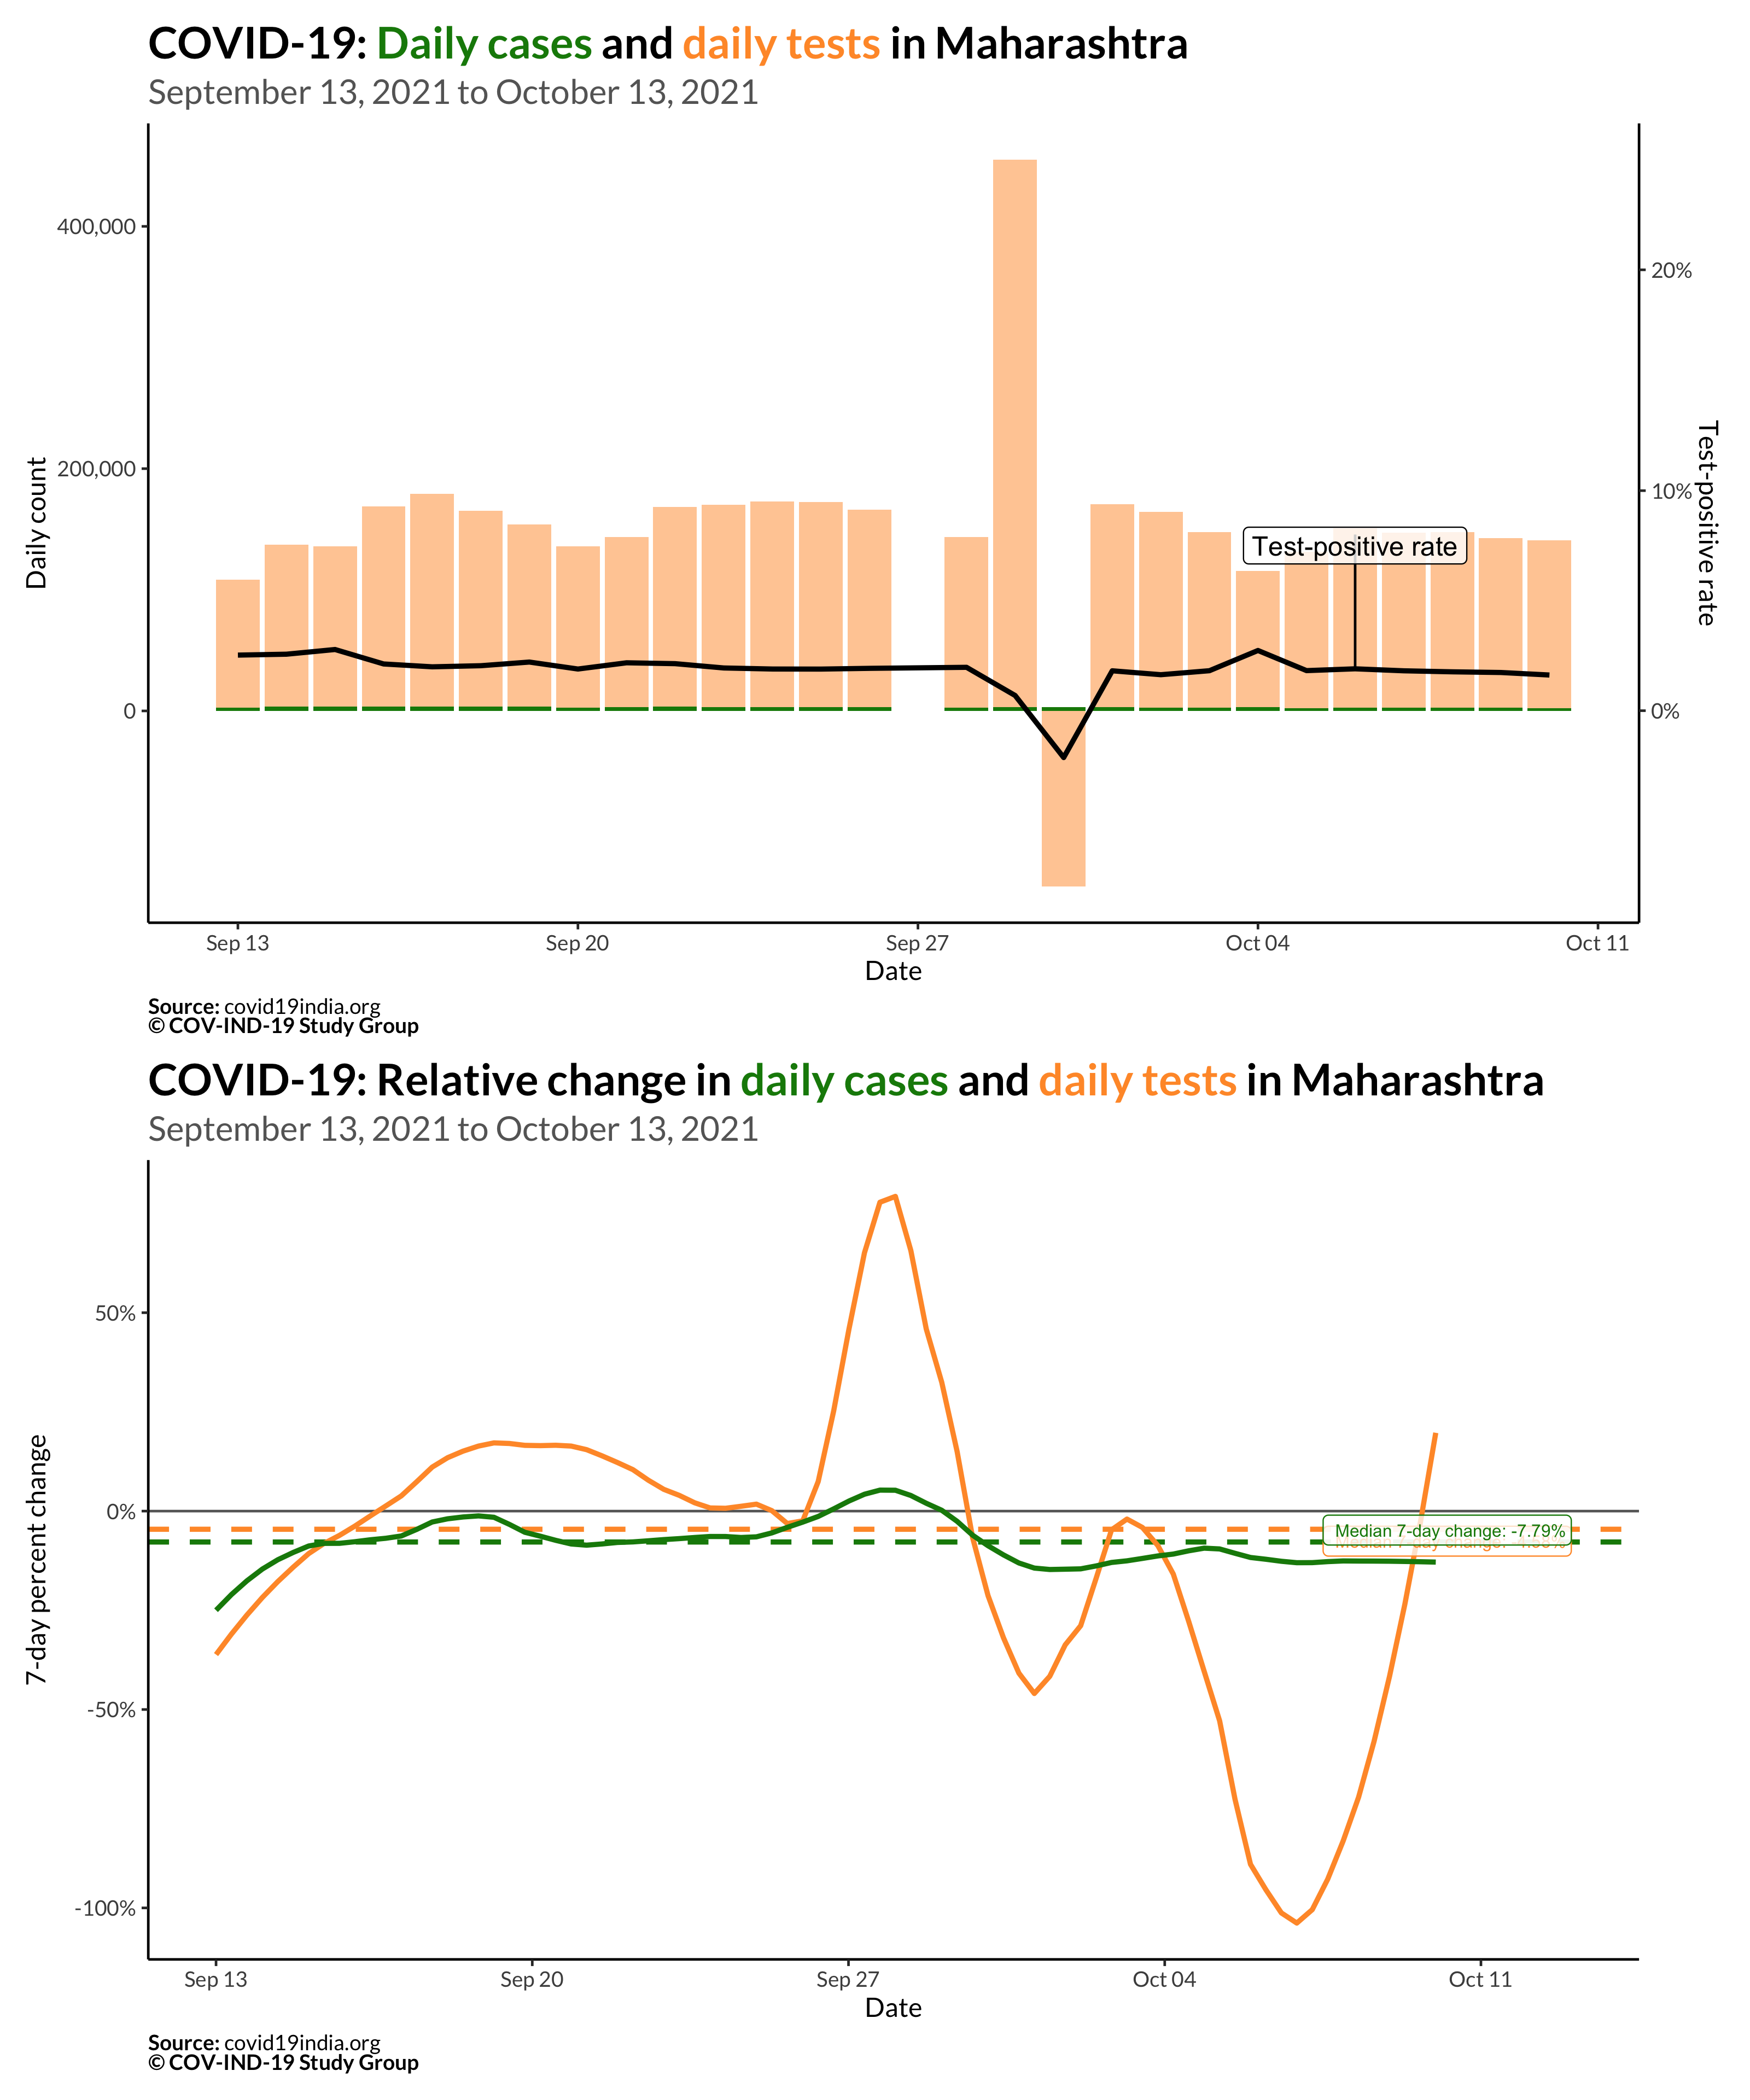 COVID-19: Daily cases and daily tests in Maharashtra
September 13, 2021 to October 13, 2021
400,000
200,000
0
Daily count
20%
10%
0%
Test-positive rate
Test-positive rate
Sep 13
Sep 20
Sep 27
Oct 04
Oct 11
Date
Source: covid19india.org
© COV-IND-19 Study Group
COVID-19: Relative change in daily cases and daily tests in Maharashtra
September 13, 2021 to October 13, 2021
50%
0%
-50%
-100%
7-day percent change
Median 7-day change: -7.79%
Median 7-day change:
Sep 13
Sep 20
Sep 27
Oct 04
Oct 11
Date
Source: covid19india.org
© COV-IND-19 Study Group